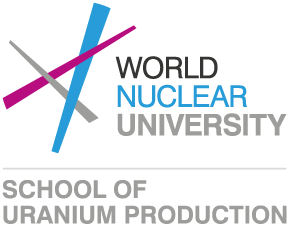 WORLD
NUCLEAR
UNIVERSITY
SCHOOL OF
URANIUM PRODUCTION